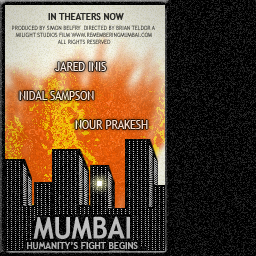 IN THEATERS NOW
PRODUCED BY SIMON BELFRY DIRECTED BY BRIAN TELDOR A
MILIGHT STUDIOS FILM WWW.REMEMBERINGMUMBAI.COM
ALL RIGHTS RESERVED
JARED INIS
NIDAL SAMPSON
NOUR PRAKESH
MUMBAI
HUMANITY'S FIGHT BEGINS